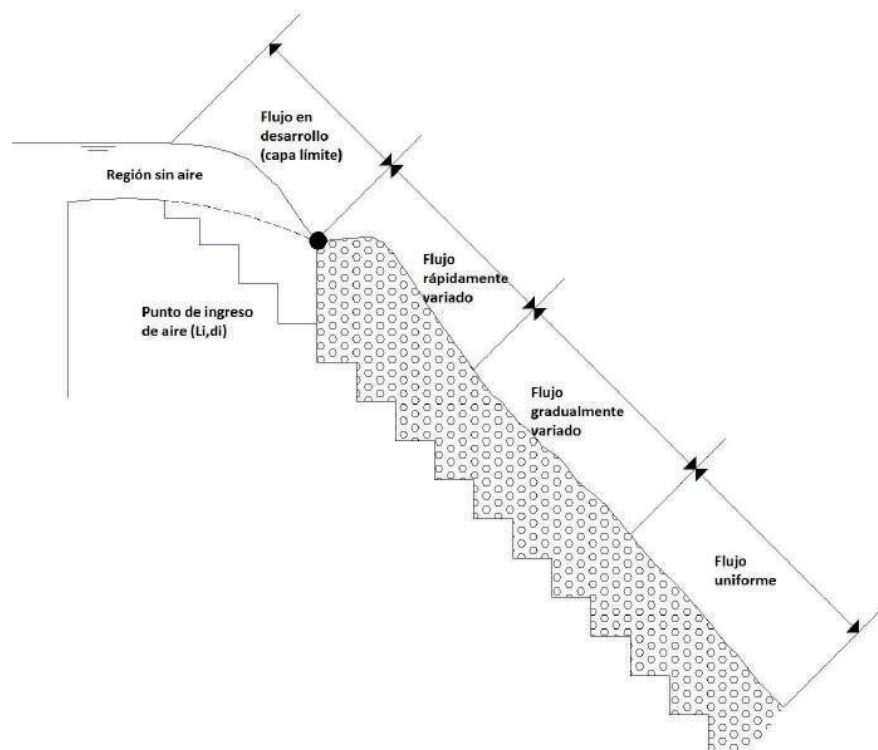 Flujo en
desarrollo
(capa límite)
Región sin aire
Flujo
rápidamente
variado
Punto de ingreso
de aire (Li,di)
Flujo
gradualmente
variado
Flujo
uniforme